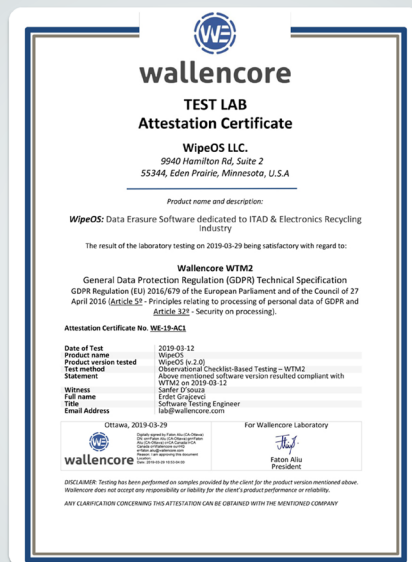 WE
wallencore
TEST LAB
Attestation Certificate
WipeOS LLC.
9940 Hamilton Rd, Suite 2
55344, Eden Prairie, Minnesota, U.S.A
Product name and description:
WipeOS: Data Erasure Software dedicated to ITAD & Electronics Recycling
Industry
The result of the laboratory testing on 2019-03-29 being satisfactory with regard to:
Wallencore WTM2
General Data Protection Regulation (GDPR) Technical Specification
GDPR Regulation (EU) 2016/679 of the European Parliament and of the Council of 27
April 2016 (Article 5º - Principles relating to processing of personal data of GDPR and
Article 32º - Security on processing).
Attestation Certificate No. WE-19-AC1
Date of Test 2019-03-12
Product name WipeOS
Product version tested WipeOS (v.2.0)
Test method Observational Checklist-Based Testing – WTM2
Statement Above mentioned software version resulted compliant with
WTM2 on 2019-03-12
Witness Sanfer D'souza
Full name Erdet Grajcevci
Title Software Testing Engineer
Email Address lab@wallencore.com
Ottawa, 2019-03-29 For Wallencore Laboratory
wallencore
Faton Aliu
President
DISCLAIMER: Testing has been performed on samples provided by the client for the product version mentioned above.
Wallencore does not accept any responsibility or liability for the client's product performance or reliability.
ANY CLARIFICATION CONCERNING THIS ATTESTATION CAN BE OBTAINED WITH THE MENTIONED COMPANY